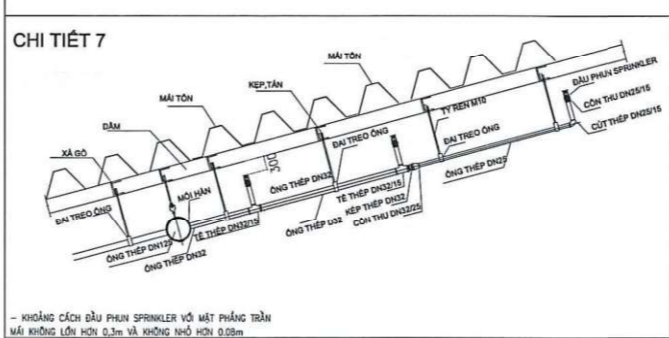 CHI TIẾT 7
MÁI TÔN
MÁI TÔN
KẸP,TÁN
MÁI TÔN
DẦM
XÀ GỒ
ĐẦU PHUN SPRINKLER
CÔN THU DN25/15
CÚT THÉP DN25/15
TY REN M10
ĐAI TREO ỐNG
ỐNG THÉP DN25
ĐAI TREO ỐNG
300
ỐNG THÉP DN32
TÊ THÉP DN32/15
KÉP THÉP DN32
CÔN THU DN32/25
ỐNG THÉP D32
MỐI HÀN
TÊ THÉP DN32/15
ĐAI TREO ỐNG
ỐNG THÉP DN125
ỐNG THÉP DN32
- KHOẢNG CÁCH ĐẦU PHUN SPRINKLER VỚI MẶT PHẲNG TRẦN
MÁI KHÔNG LỚN HƠN 0,3m VÀ KHÔNG NHỎ HƠN 0.08m